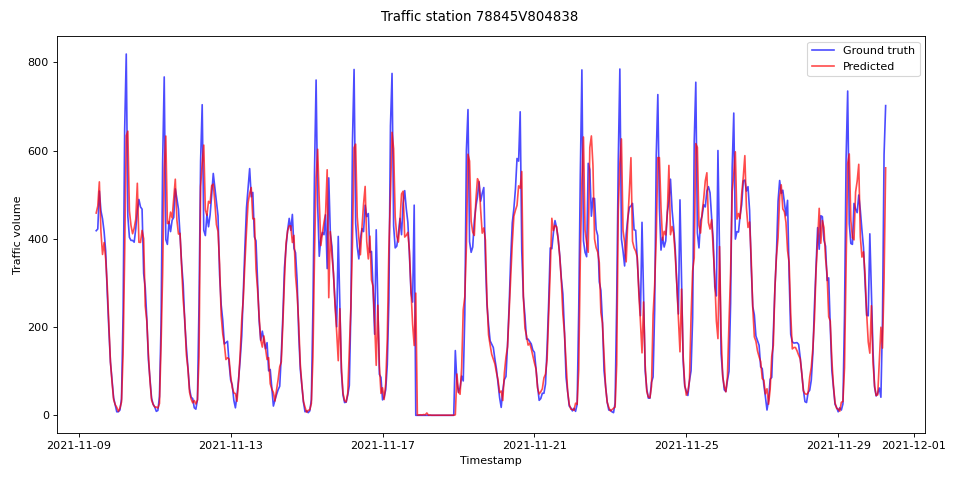 Traffic station 78845V804838
Ground truth
Predicted
Traffic volume
800
600
400
200
0
2021-11-09
2021-11-13
2021-11-17
2021-11-21
2021-11-25
2021-11-29
2021-12-01
Timestamp